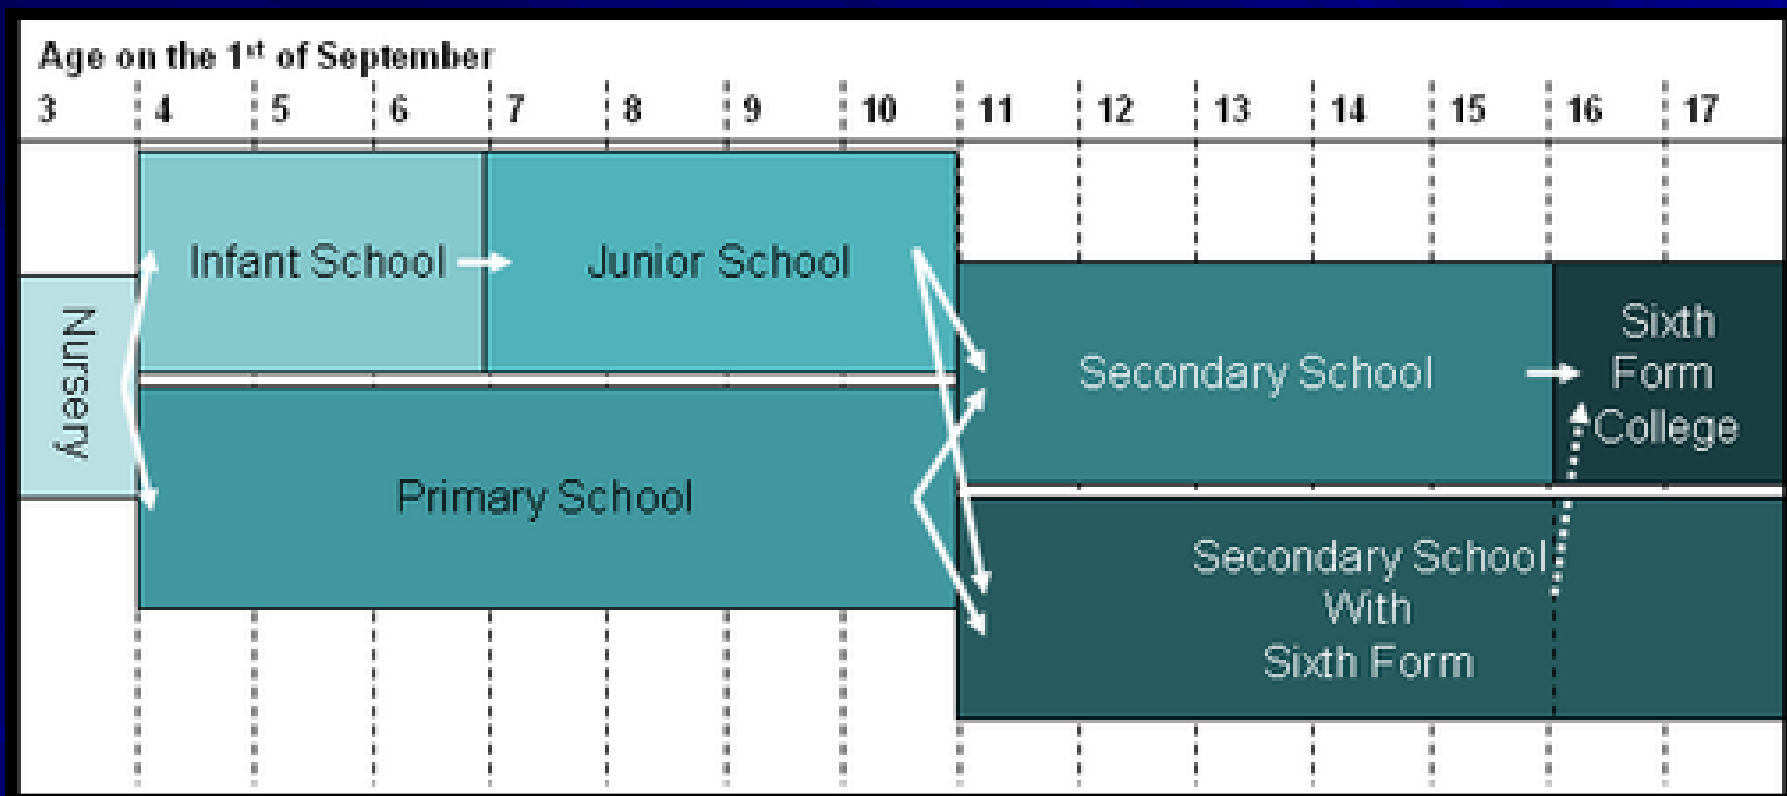 Age on the 1st of September
3 4 5 6 7 8 9 10 11 12 13 14 15 16 17
Infant School
Junior School
Nursery
Primary School
Secondary School
Sixth
Form
College
Secondary School
With
Sixth Form